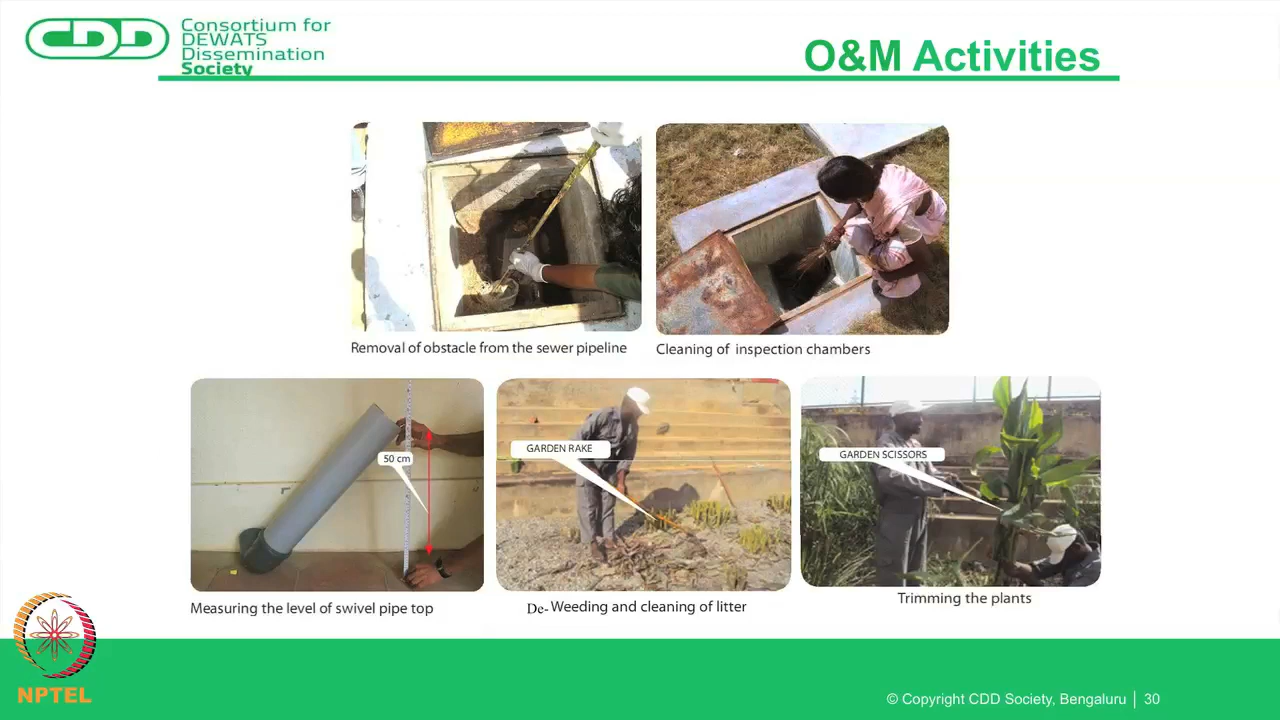 CDD
Consortium for
DEWATS
Dissemination
Society
O&M Activities
Removal of obstacle from the sewer pipeline
Cleaning of inspection chambers
50 cm
GARDEN RAKE
GARDEN SCISSORS
Measuring the level of swivel pipe top
De- Weeding and cleaning of litter
Trimming the plants
NPTEL
© Copyright CDD Society, Bengaluru | 30